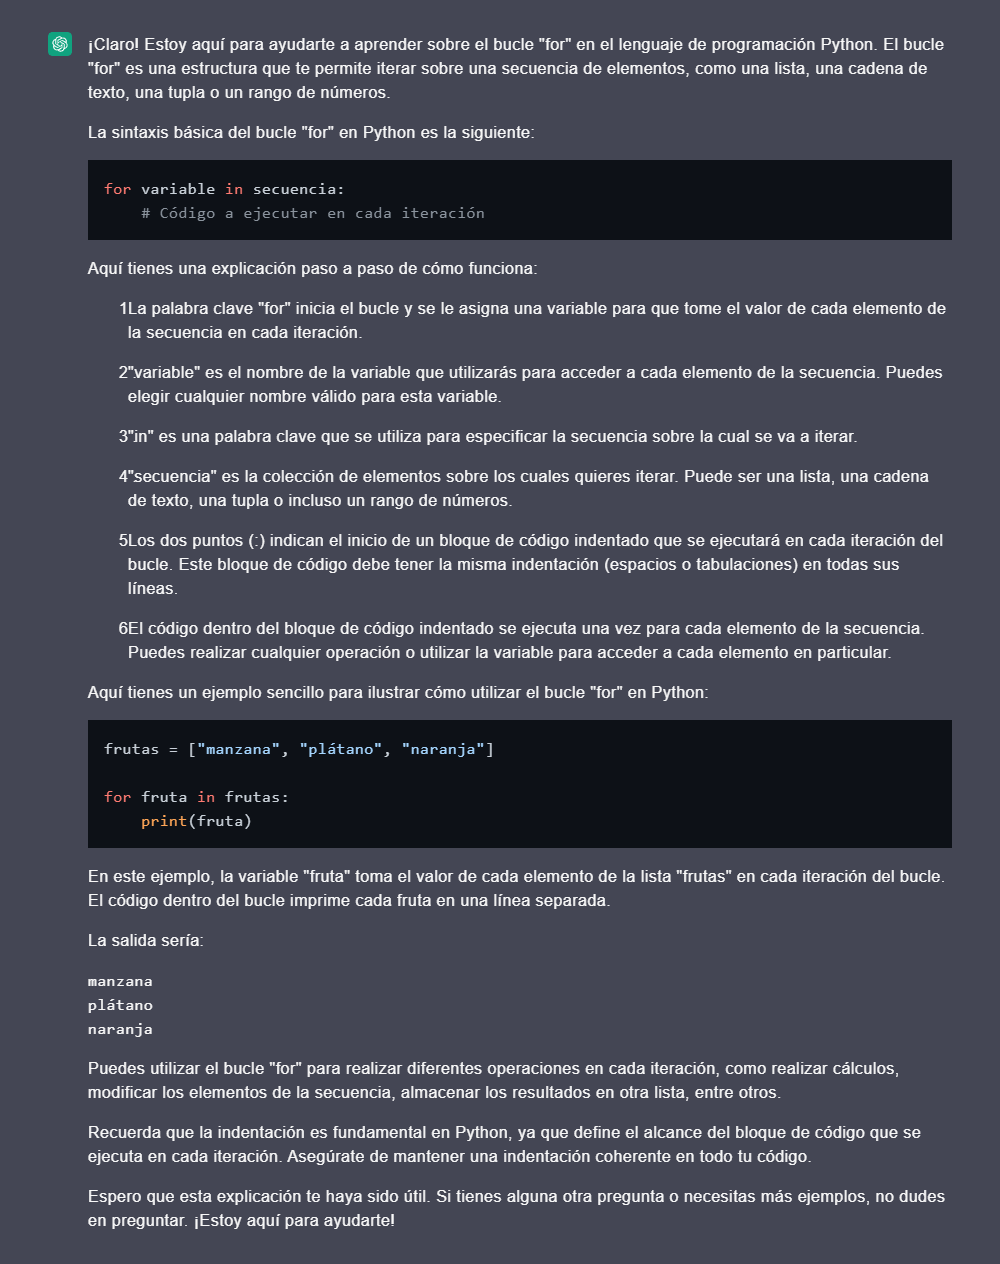 ¡Claro! Estoy aquí para ayudarte a aprender sobre el bucle "for" en el lenguaje de programación Python. El bucle
"for" es una estructura que te permite iterar sobre una secuencia de elementos, como una lista, una cadena de
texto, una tupla o un rango de números.
La sintaxis básica del bucle "for" en Python es la siguiente:
for variable in secuencia:
    # Código a ejecutar en cada iteración
Aquí tienes una explicación paso a paso de cómo funciona:
1La palabra clave "for" inicia el bucle y se le asigna una variable para que tome el valor de cada elemento de
la secuencia en cada iteración.
2."variable" es el nombre de la variable que utilizarás para acceder a cada elemento de la secuencia. Puedes
elegir cualquier nombre válido para esta variable.
3."in" es una palabra clave que se utiliza para especificar la secuencia sobre la cual se va a iterar.
4."secuencia" es la colección de elementos sobre los cuales quieres iterar. Puede ser una lista, una cadena
de texto, una tupla o incluso un rango de números.
5Los dos puntos (:) indican el inicio de un bloque de código indentado que se ejecutará en cada iteración del
bucle. Este bloque de código debe tener la misma indentación (espacios o tabulaciones) en todas sus
líneas.
6El código dentro del bloque de código indentado se ejecuta una vez para cada elemento de la secuencia.
Puedes realizar cualquier operación o utilizar la variable para acceder a cada elemento en particular.
Aquí tienes un ejemplo sencillo para ilustrar cómo utilizar el bucle "for" en Python:
frutas = ["manzana", "plátano", "naranja"]
for fruta in frutas:
    print(fruta)
En este ejemplo, la variable "fruta" toma el valor de cada elemento de la lista "frutas" en cada iteración del bucle.
El código dentro del bucle imprime cada fruta en una línea separada.
La salida sería:
manzana
plátano
naranja
Puedes utilizar el bucle "for" para realizar diferentes operaciones en cada iteración, como realizar cálculos,
modificar los elementos de la secuencia, almacenar los resultados en otra lista, entre otros.
Recuerda que la indentación es fundamental en Python, ya que define el alcance del bloque de código que se
ejecuta en cada iteración. Asegúrate de mantener una indentación coherente en todo tu código.
Espero que esta explicación te haya sido útil. Si tienes alguna otra pregunta o necesitas más ejemplos, no dudes
en preguntar. ¡Estoy aquí para ayudarte!